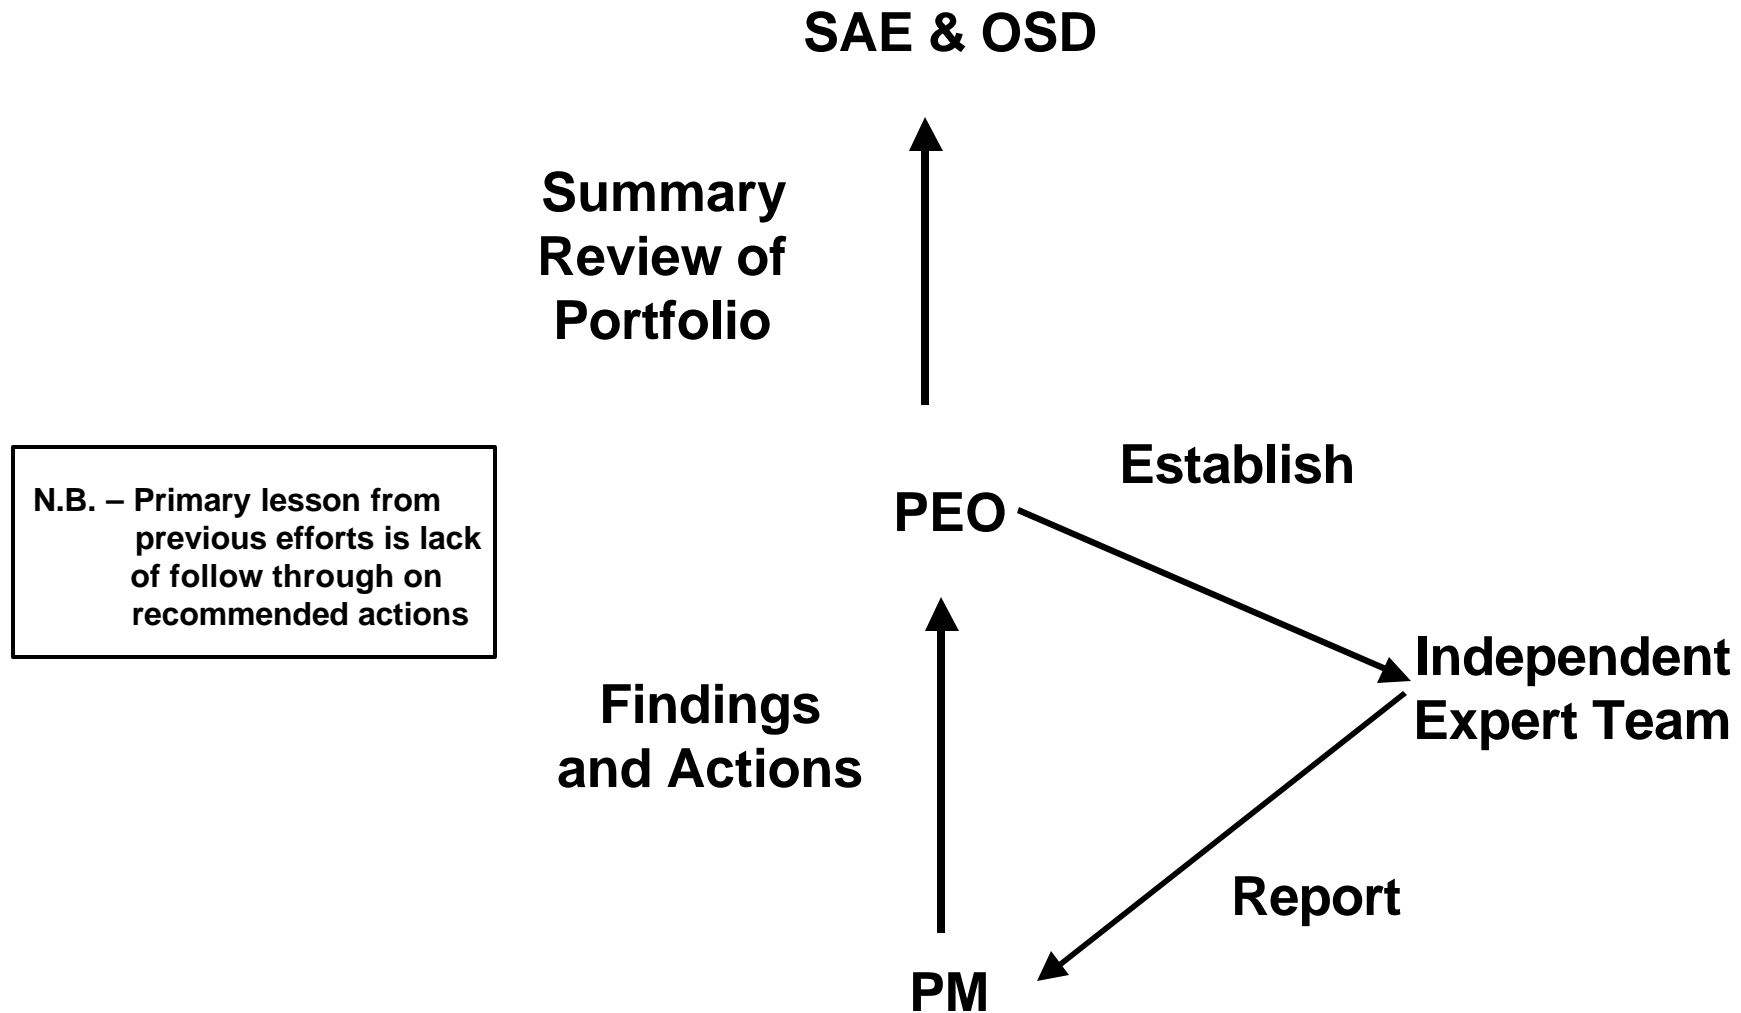 SAE & OSD
Summary
Review of
Portfolio
Establish
PEO
N.B. – Primary lesson from
previous efforts is lack
of follow through on
recommended actions
Independent
Expert Team
Findings
and Actions
Report
PM